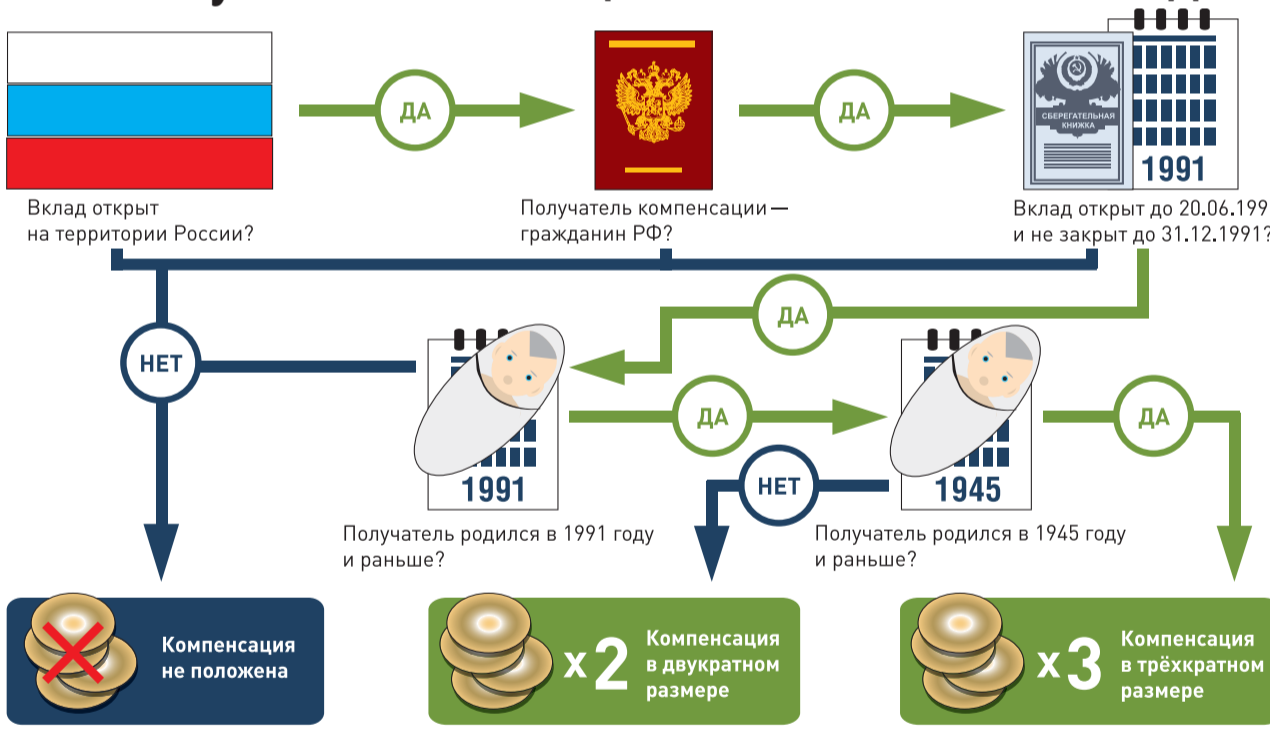 ДА
ДА
СБЕРЕГАТЕЛЬНАЯ
КНИЖКА
1991
Вклад открыт
на территории России?
Получатель компенсации —
гражданин РФ?
Вклад открыт до 20.06.199
и не закрыт до 31.12.1991?
ДА
НЕТ
1991
ДА
1945
ДА
НЕТ
Получатель родился в 1991 году
и раньше?
Получатель родился в 1945 году
и раньше?
Компенсация
не положена
x2
Компенсация
в двукратном
размере
x3
Компенсация
в трёхкратном
размере